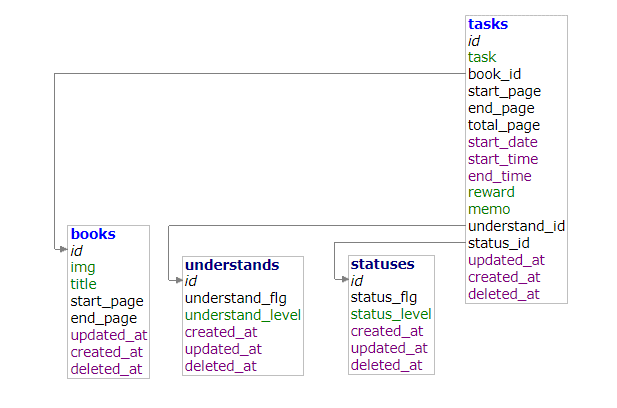 tasks
id
task
book_id
start_page
end_page
total_page
start_date
start_time
end_time
reward
memo
understand_id
status_id
updated_at
created_at
deleted_at
books
id
img
title
start_page
end_page
updated_at
created_at
deleted_at
understands
id
understand_flg
understand_level
created_at
updated_at
deleted_at
statuses
id
status_flg
status_level
created_at
updated_at
deleted_at